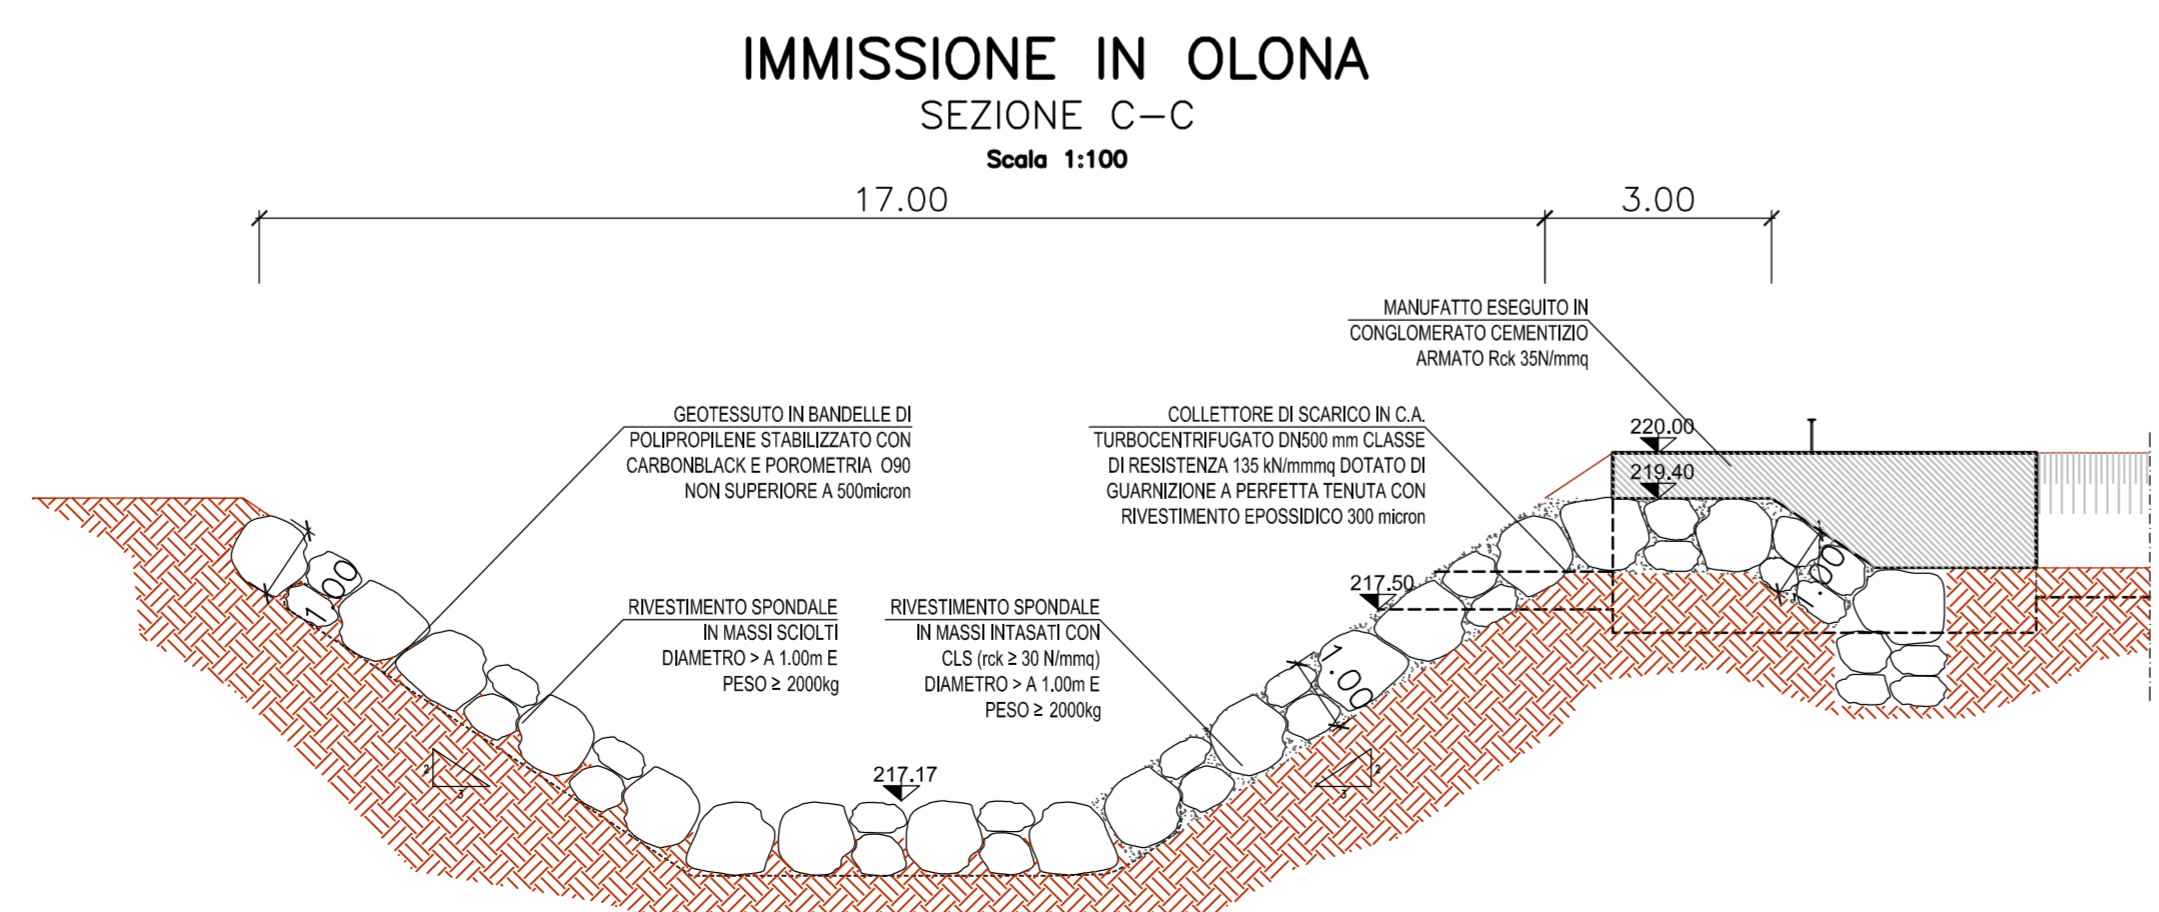 IMMISSIONE IN OLONA
SEZIONE C-C
Scala 1:100
17.00
3.00
MANUFATTO ESEGUITO IN
CONGLOMERATO CEMENTIZIO
ARMATO Rck 35N/mmq
GEOTESSUTO IN BANDELLE DI
POLIPROPILENE STABILIZZATO CON
CARBONBLACK E POROMETRIA O90
NON SUPERIORE A 500micron
COLLETTORE DI SCARICO IN C.A.
TURBOCENTRIFUGATO DN500 mm CLASSE
DI RESISTENZA 135 kN/mmmq DOTATO DI
GUARNIZIONE A PERFETTA TENUTA CON
RIVESTIMENTO EPOSSIDICO 300 micron
220.00
219.40
217.50
1.00
1.00
RIVESTIMENTO SPONDALE
IN MASSI SCIOLTI
DIAMETRO > A 1.00m E
PESO ≥ 2000kg
RIVESTIMENTO SPONDALE
IN MASSI INTASATI CON
CLS (rck ≥ 30 N/mmq)
DIAMETRO > A 1.00m E
PESO ≥ 2000kg
1.00
217.17
2
3
2
3